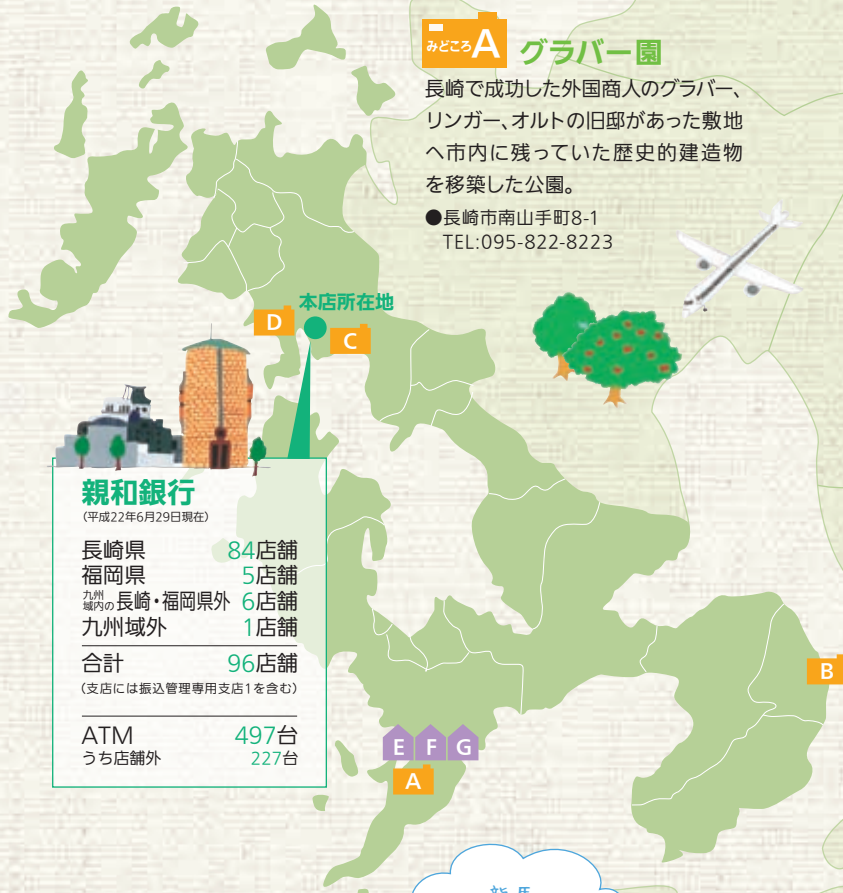 みどころA グラバー園
長崎で成功した外国商人のグラバー、
リンガー、オルトの旧邸があった敷地
へ市内に残っていた歴史的建造物
を移築した公園。
●長崎市南山手町8-1
TEL:095-822-8223
本店所在地
D
C
親和銀行
(平成22年6月29日現在)
長崎県 84店舗
福岡県 5店舗
九州域内の長崎・福岡県外 6店舗
九州域外 1店舗
合計 96店舗
(支店には振込管理専用支店1を含む)
ATM 497台
うち店舗外 227台
B
E F G
A